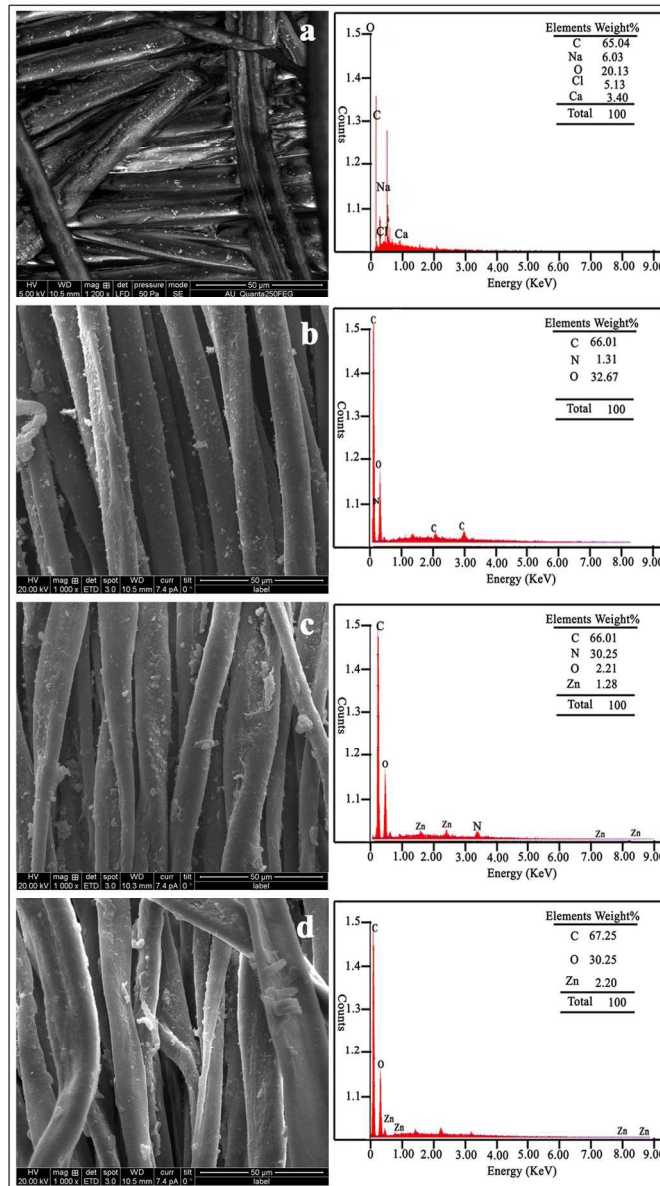 a
HV WD mag det pressure mode 50 µm
5.00 kV 10.5 mm 1 200 x LFD 50 Pa SE AU_Quanta250FEG
O
1.5
1.4
1.3
1.2
1.1
Counts
C
Na
Cl
Ca
Elements Weight%
C 65.04
Na 6.03
O 20.13
Cl 5.13
Ca 3.40
Total 100
0 1.00 2.00 3.00 4.00 5.00 6.00 7.00 8.00 9.00
Energy (KeV)
b
HV mag det spot WD curr tilt 50 µm
20.00 kV 1 000 x ETD 3.0 10.5 mm 7.4 pA 0 ° label
1.5
1.4
1.3
1.2
1.1
Counts
C
O
N
C C
Elements Weight%
C 66.01
N 1.31
O 32.67
Total 100
0 1.00 2.00 3.00 4.00 5.00 6.00 7.00 8.00 9.00
Energy (KeV)
c
HV mag det spot WD curr tilt 50 µm
20.00 kV 1 000 x ETD 3.0 10.3 mm 7.4 pA 0 ° label
1.5
1.4
1.3
1.2
1.1
Counts
C
O
Zn Zn N Zn Zn
Elements Weight%
C 66.01
N 30.25
O 2.21
Zn 1.28
Total 100
0 1.00 2.00 3.00 4.00 5.00 6.00 7.00 8.00 9.00
Energy (KeV)
d
HV mag det spot WD curr tilt 50 µm
20.00 kV 1 000 x ETD 3.0 10.5 mm 7.4 pA 0 ° label
1.5
1.4
1.3
1.2
1.1
Counts
C
O
Zn Zn Zn Zn
Elements Weight%
C 67.25
O 30.25
Zn 2.20
Total 100
0 1.00 2.00 3.00 4.00 5.00 6.00 7.00 8.00 9.00
Energy (KeV)